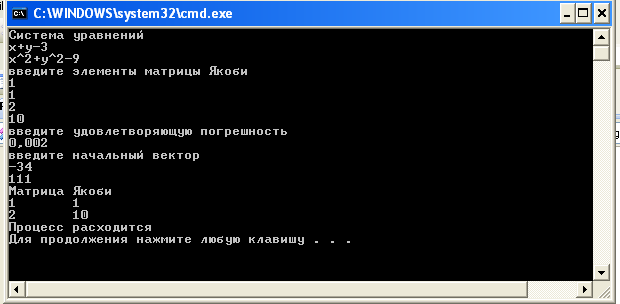 C:\WINDOWS\system32\cmd.exe
Система уравнений
x+y-3
x^2+y^2-9
введите элементы матрицы Якоби
1
1
2
10
введите удовлетворяющую погрешность
0,002
введите начальный вектор
-34
111
Матрица Якоби
1 1
2 10
Процесс расходится
Для продолжения нажмите любую клавишу . . .